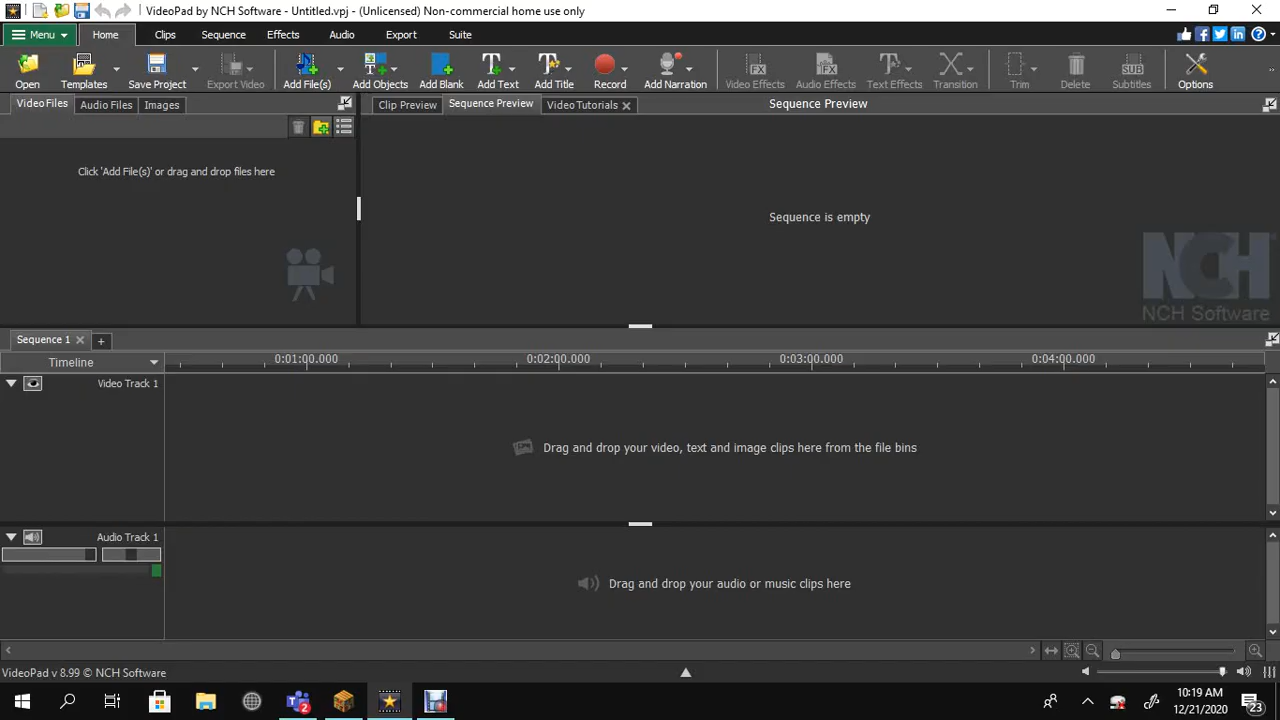 VideoPad by NCH Software - Untitled.vpj - (Unlicensed) Non-commercial home use only
Menu Home Clips Sequence Effects Audio Export Suite
Open Templates Save Project Export Video Add File(s) Add Objects Add Blank Add Text Add Title Record Add Narration Video Effects Audio Effects Text Effects Transition Trim Delete Subtitles Options
Video Files Audio Files Images
Clip Preview Sequence Preview Video Tutorials Sequence Preview
Click 'Add File(s)' or drag and drop files here
Sequence is empty
NCH
NCH Software
Sequence 1
Timeline 0:01:00.000 0:02:00.000 0:03:00.000 0:04:00.000
Video Track 1
Drag and drop your video, text and image clips here from the file bins
Audio Track 1
Drag and drop your audio or music clips here
VideoPad v 8.99 © NCH Software
10:19 AM
12/21/2020
2
23